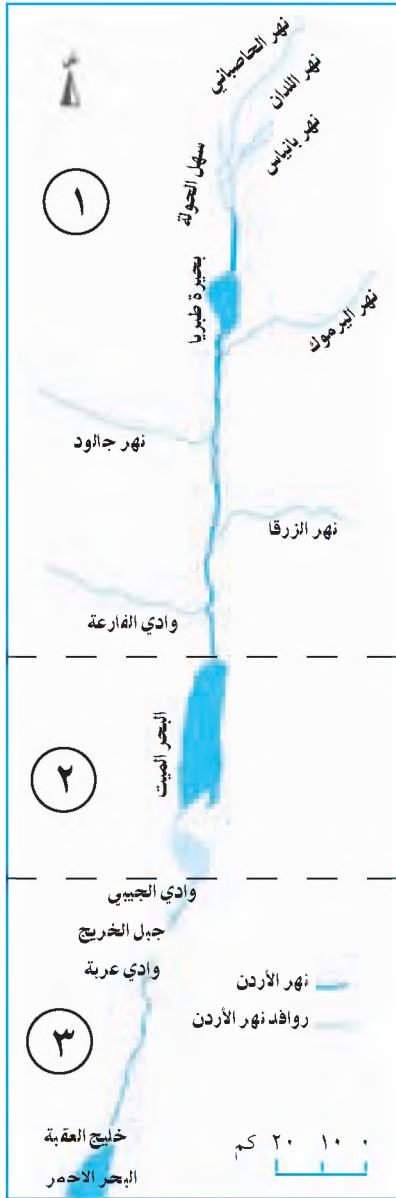 ش
نهر الحاصباني
نهر اللدان
نهر بانياس
سهل الحولة
١
بحيرة طبريا
نهر اليرموك
نهر جالود
نهر الزرقا
وادي الفارعة
البحر الميت
٢
وادي الجيبي
جبل الخريج
وادي عربة
نهر الأردن
روافد نهر الأردن
٣
خليج العقبة
البحر الاحمر
٠ ١٠ ٢٠ كم